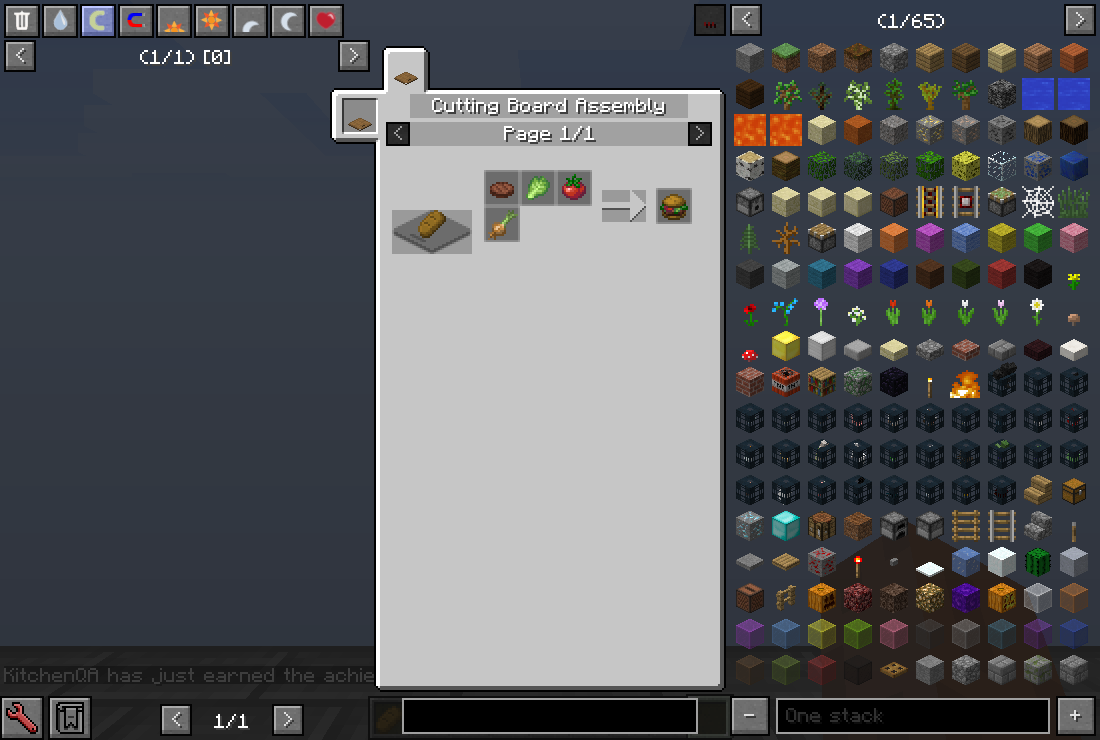 (1/65)
(1/1) [0]
Cutting Board Assembly
Page 1/1
KitchenQA has just earned the achie
1/1
One stack